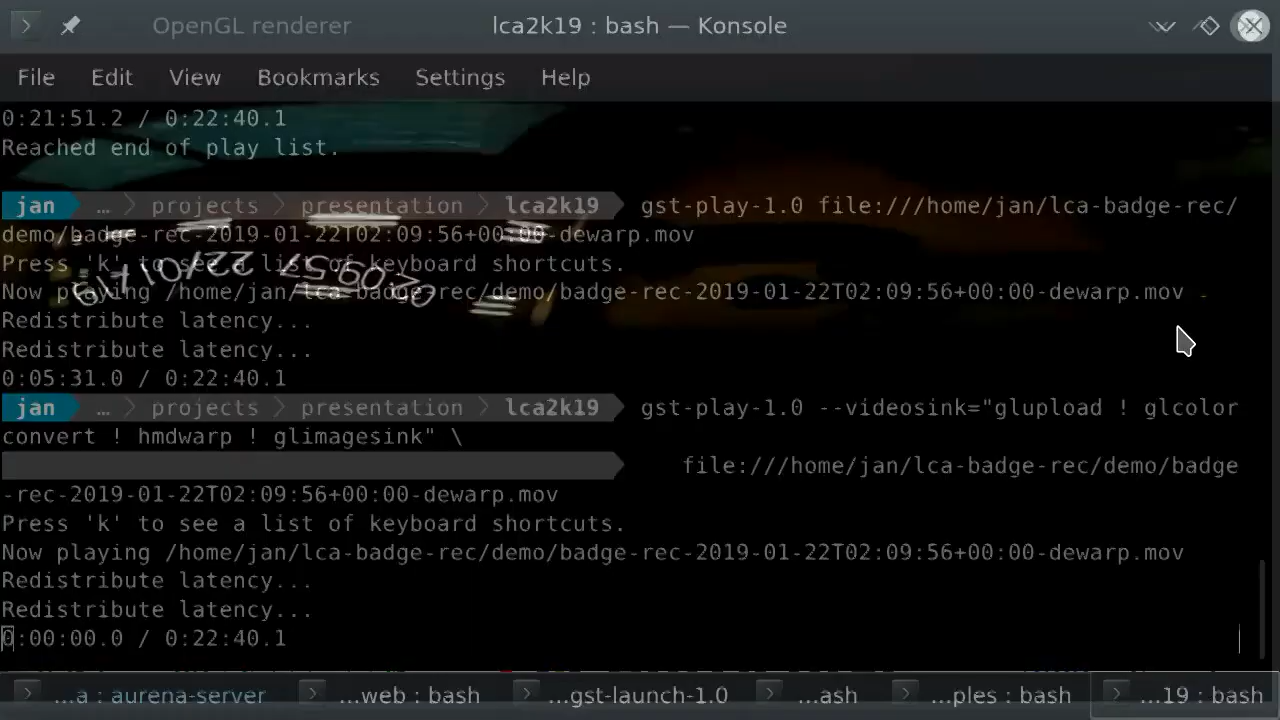 OpenGL renderer
lca2k19 : bash — Konsole
File Edit View Bookmarks Settings Help
0:21:51.2 / 0:22:40.1
Reached end of play list.
jan … projects presentation lca2k19 gst-play-1.0 file:///home/jan/lca-badge-rec/
demo/badge-rec-2019-01-22T02:09:56+00:00-dewarp.mov
Press 'k' to see a list of keyboard shortcuts.
22/01/19
02:09:57
Now playing /home/jan/lca-badge-rec/demo/badge-rec-2019-01-22T02:09:56+00:00-dewarp.mov
Redistribute latency...
Redistribute latency...
0:05:31.0 / 0:22:40.1
jan … projects presentation lca2k19 gst-play-1.0 --videosink="glupload ! glcolor
convert ! hmdwarp ! glimagesink" \
file:///home/jan/lca-badge-rec/demo/badge
-rec-2019-01-22T02:09:56+00:00-dewarp.mov
Press 'k' to see a list of keyboard shortcuts.
Now playing /home/jan/lca-badge-rec/demo/badge-rec-2019-01-22T02:09:56+00:00-dewarp.mov
Redistribute latency...
Redistribute latency...
0:00:00.0 / 0:22:40.1
...a : aurena-server ...web : bash ...gst-launch-1.0 ...ash ...ples : bash ...19 : bash